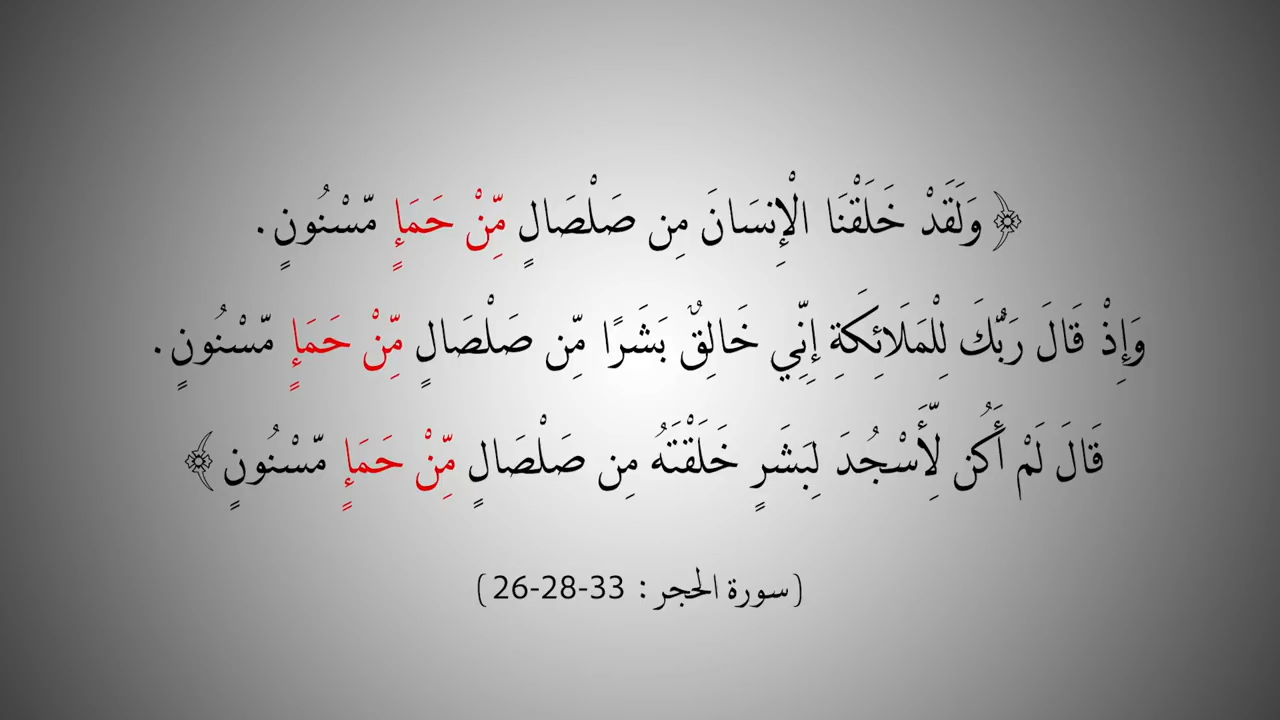 ﴿ وَلَقَدْ خَلَقْنَا الْإِنسَانَ مِن صَلْصَالٍ مِّنْ حَمَإٍ مَّسْنُونٍ .
وَإِذْ قَالَ رَبُّكَ لِلْمَلَائِكَةِ إِنِّي خَالِقٌ بَشَرًا مِّن صَلْصَالٍ مِّنْ حَمَإٍ مَّسْنُونٍ .
قَالَ لَمْ أَكُن لِّأَسْجُدَ لِبَشَرٍ خَلَقْتَهُ مِن صَلْصَالٍ مِّنْ حَمَإٍ مَّسْنُونٍ ﴾
(سورة الحجر : 33-28-26)